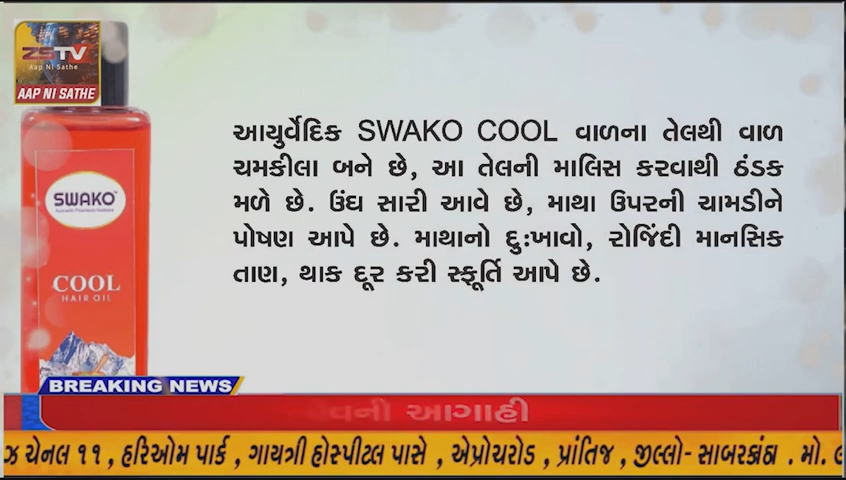 ZSTV
Aap Ni Sathe
AAP NI SATHE
આયુર્વેદિક SWAKO COOL વાળના તેલથી વાળ
ચમકીલા બને છે, આ તેલની માલિસ કરવાથી ઠંડક
મળે છે. ઉંઘ સારી આવે છે, માથા ઉપરની ચામડીને
પોષણ આપે છે. માથાનો દુઃખાવો, રોજિંદી માનસિક
તાણ, થાક દૂર કરી સ્ફૂર્તિ આપે છે.
SWAKO
COOL
HAIR OIL
BREAKING NEWS
આગાહી
ઝ ચેનલ ૧૧ , હરિઓમ પાર્ક , ગાયત્રી હોસ્પીટલ પાસે , એપ્રોચરોડ , પ્રાંતિજ , જીલ્લો- સાબરકાંઠા . મો.